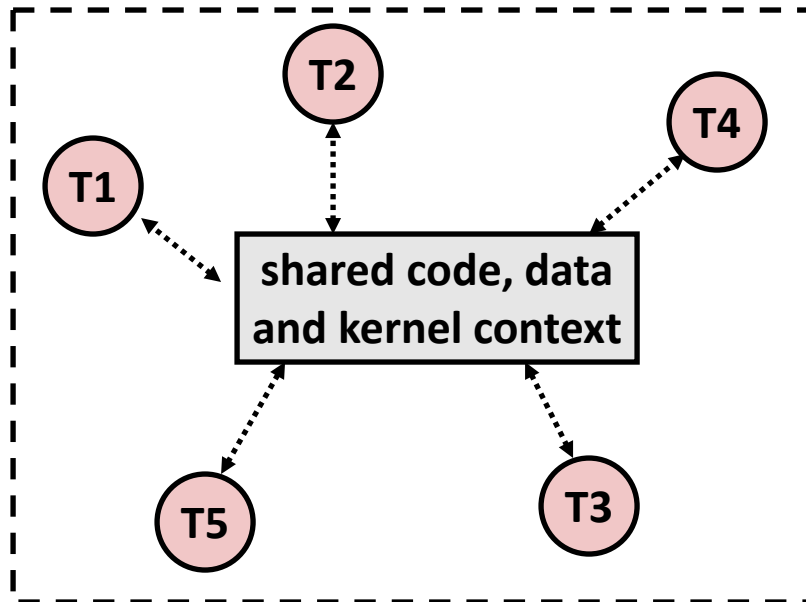 T2
T4
T1
shared code, data
and kernel context
T5
T3